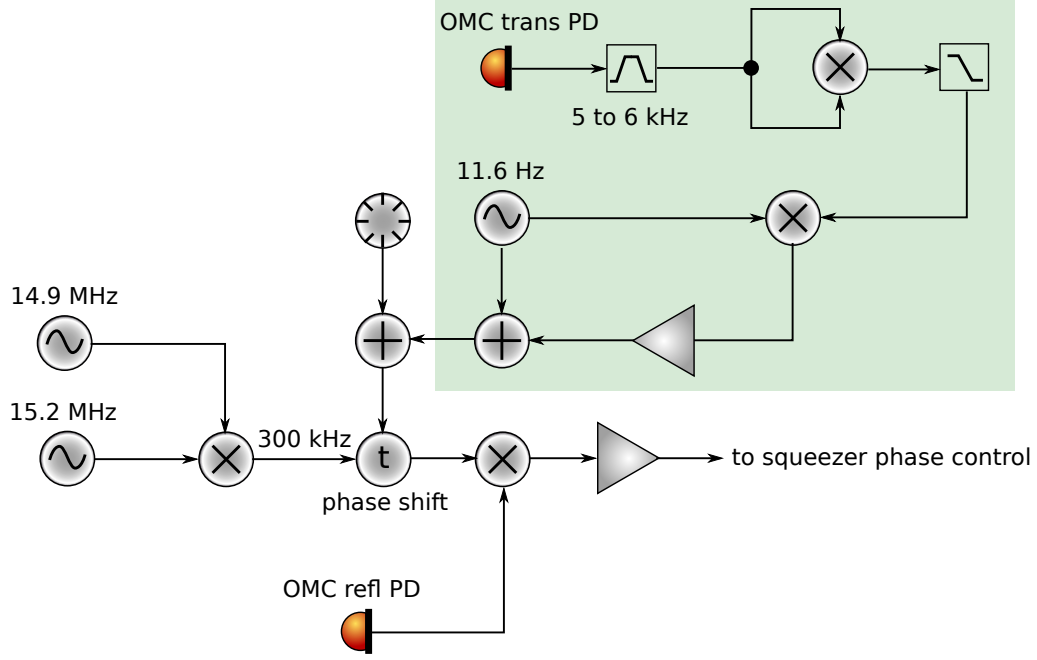 OMC trans PD
5 to 6 kHz
11.6 Hz
14.9 MHz
15.2 MHz
300 kHz
t
to squeezer phase control
phase shift
OMC refl PD